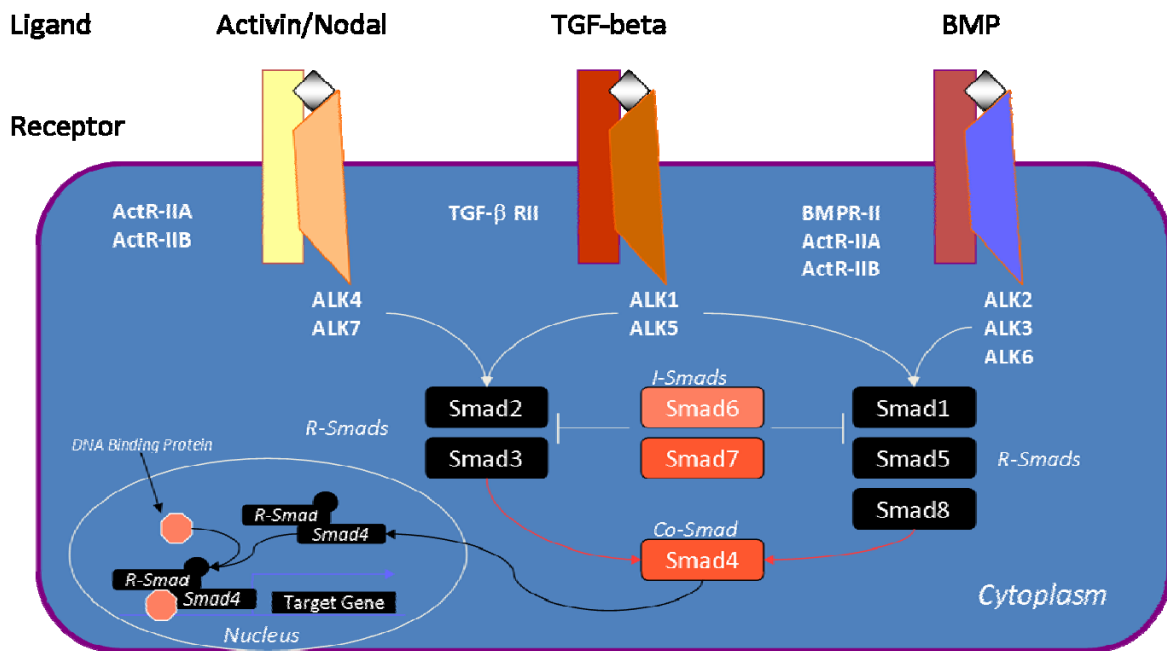 Ligand
Activin/Nodal
TGF-beta
BMP
Receptor
ActR-IIA
ActR-IIB
TGF-β RII
BMPR-II
ActR-IIA
ActR-IIB
ALK4
ALK7
ALK1
ALK5
ALK2
ALK3
ALK6
I-Smads
Smad2
Smad6
Smad1
R-Smads
DNA Binding Protein
Smad3
Smad7
Smad5
R-Smads
Smad8
R-Smad
Smad4
Co-Smad
Smad4
R-Smad
Smad4
Target Gene
Cytoplasm
Nucleus